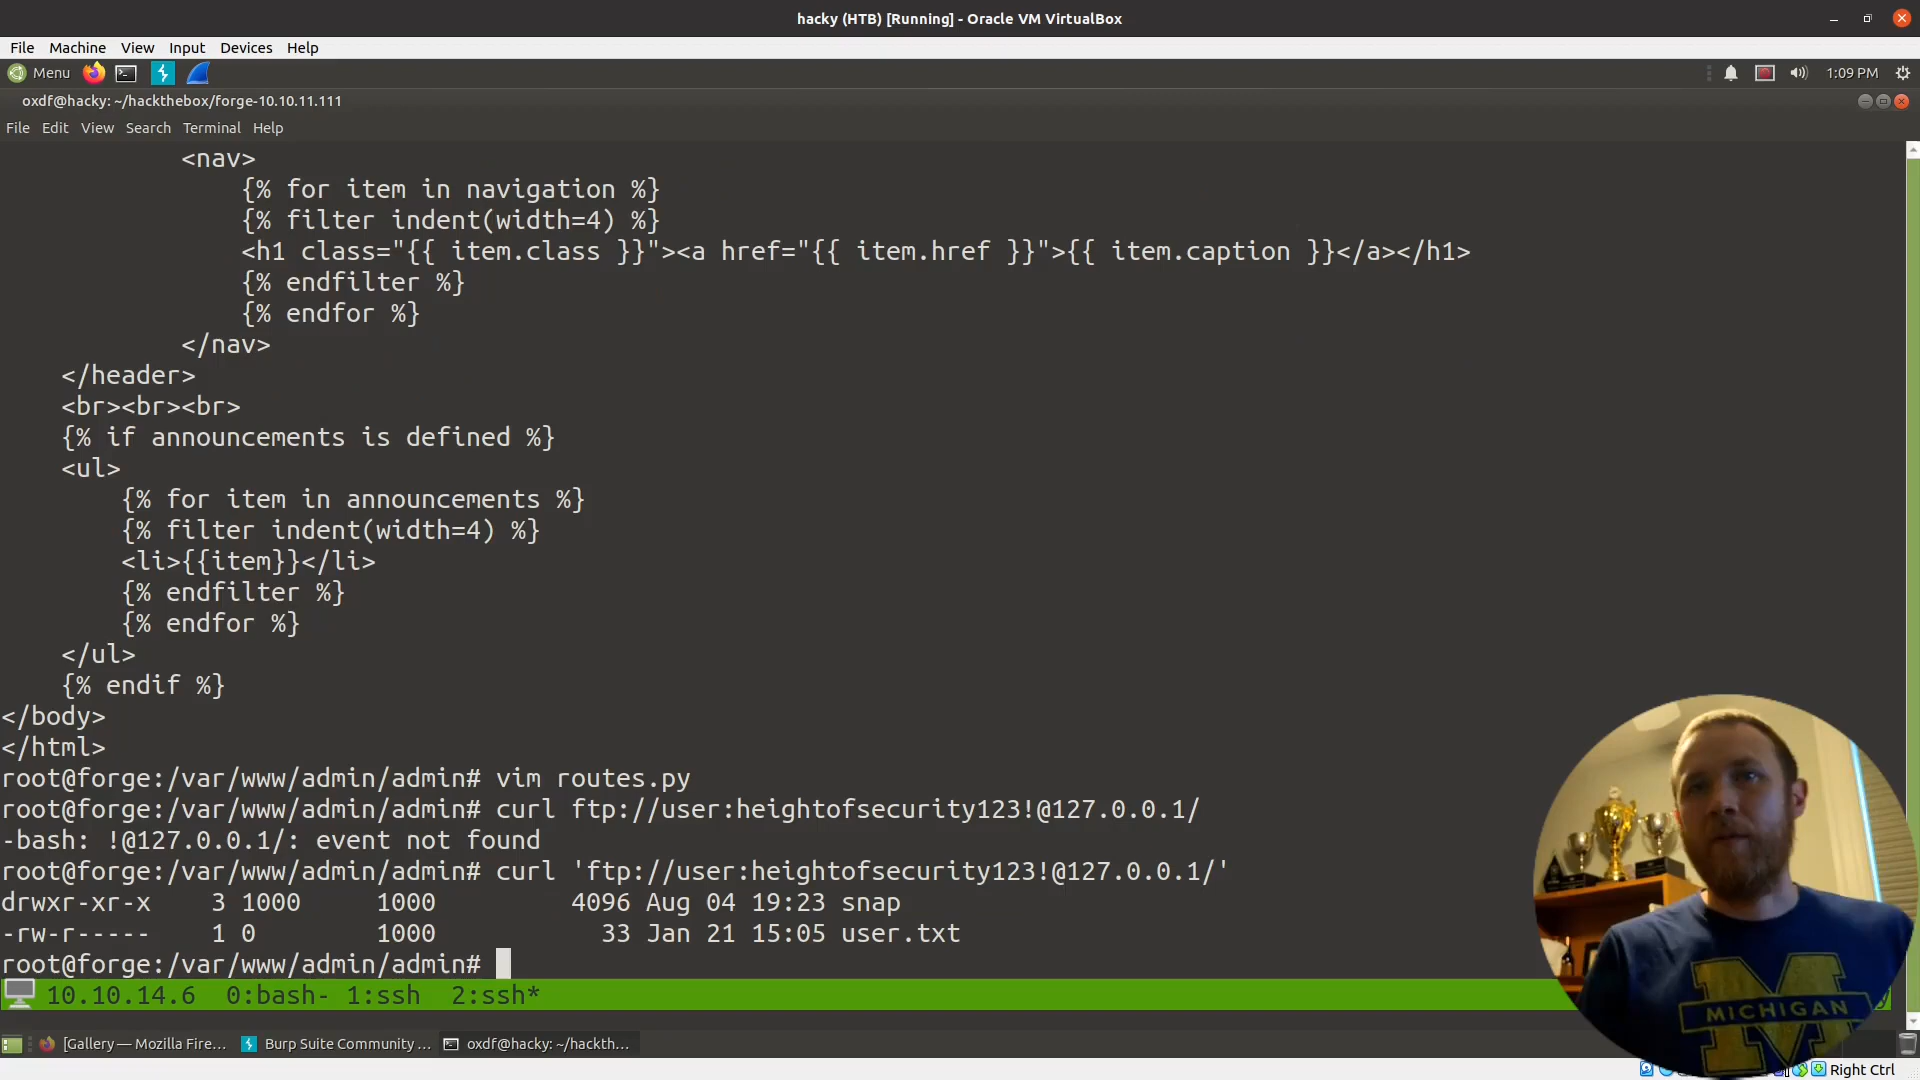 hacky (HTB) [Running] - Oracle VM VirtualBox
File Machine View Input Devices Help
Menu 1:09 PM
oxdf@hacky: ~/hackthebox/forge-10.10.11.111
File Edit View Search Terminal Help
<nav>
{% for item in navigation %}
{% filter indent(width=4) %}
<h1 class="{{ item.class }}"><a href="{{ item.href }}">{{ item.caption }}</a></h1>
{% endfilter %}
{% endfor %}
</nav>
</header>
<br><br><br>
{% if announcements is defined %}
<ul>
{% for item in announcements %}
{% filter indent(width=4) %}
<li>{{item}}</li>
{% endfilter %}
{% endfor %}
</ul>
{% endif %}
</body>
</html>
root@forge:/var/www/admin/admin# vim routes.py
root@forge:/var/www/admin/admin# curl ftp://user:heightofsecurity123!@127.0.0.1/
-bash: !@127.0.0.1/: event not found
root@forge:/var/www/admin/admin# curl 'ftp://user:heightofsecurity123!@127.0.0.1/'
drwxr-xr-x 3 1000 1000 4096 Aug 04 19:23 snap
-rw-r----- 1 0 1000 33 Jan 21 15:05 user.txt
root@forge:/var/www/admin/admin#
10.10.14.6 0:bash- 1:ssh 2:ssh*
MICHIGAN
[Gallery — Mozilla Fire... Burp Suite Community ... oxdf@hacky: ~/hackth...
Right Ctrl